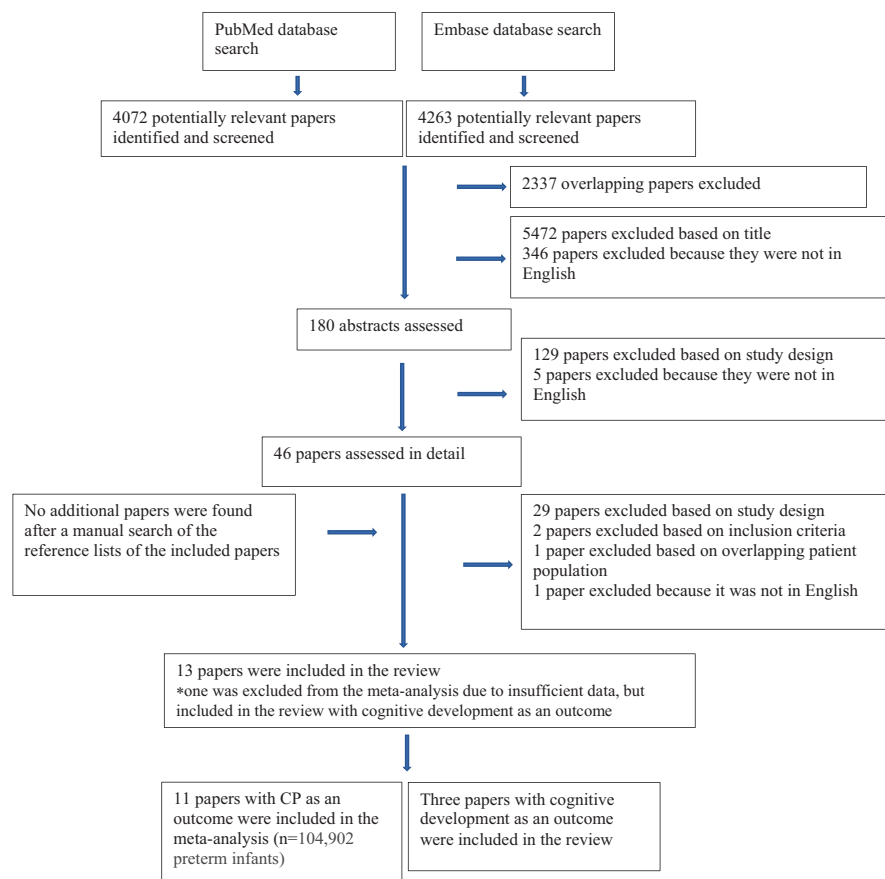 PubMed database
search
Embase database search
4072 potentially relevant papers
identified and screened
4263 potentially relevant papers
identified and screened
2337 overlapping papers excluded
5472 papers excluded based on title
346 papers excluded because they were not in
English
180 abstracts assessed
129 papers excluded based on study design
5 papers excluded because they were not in
English
46 papers assessed in detail
No additional papers were found
after a manual search of the
reference lists of the included papers
29 papers excluded based on study design
2 papers excluded based on inclusion criteria
1 paper excluded based on overlapping patient
population
1 paper excluded because it was not in English
13 papers were included in the review
*one was excluded from the meta-analysis due to insufficient data, but
included in the review with cognitive development as an outcome
11 papers with CP as an
outcome were included in the
meta-analysis (n=104,902
preterm infants)
Three papers with cognitive
development as an outcome
were included in the review